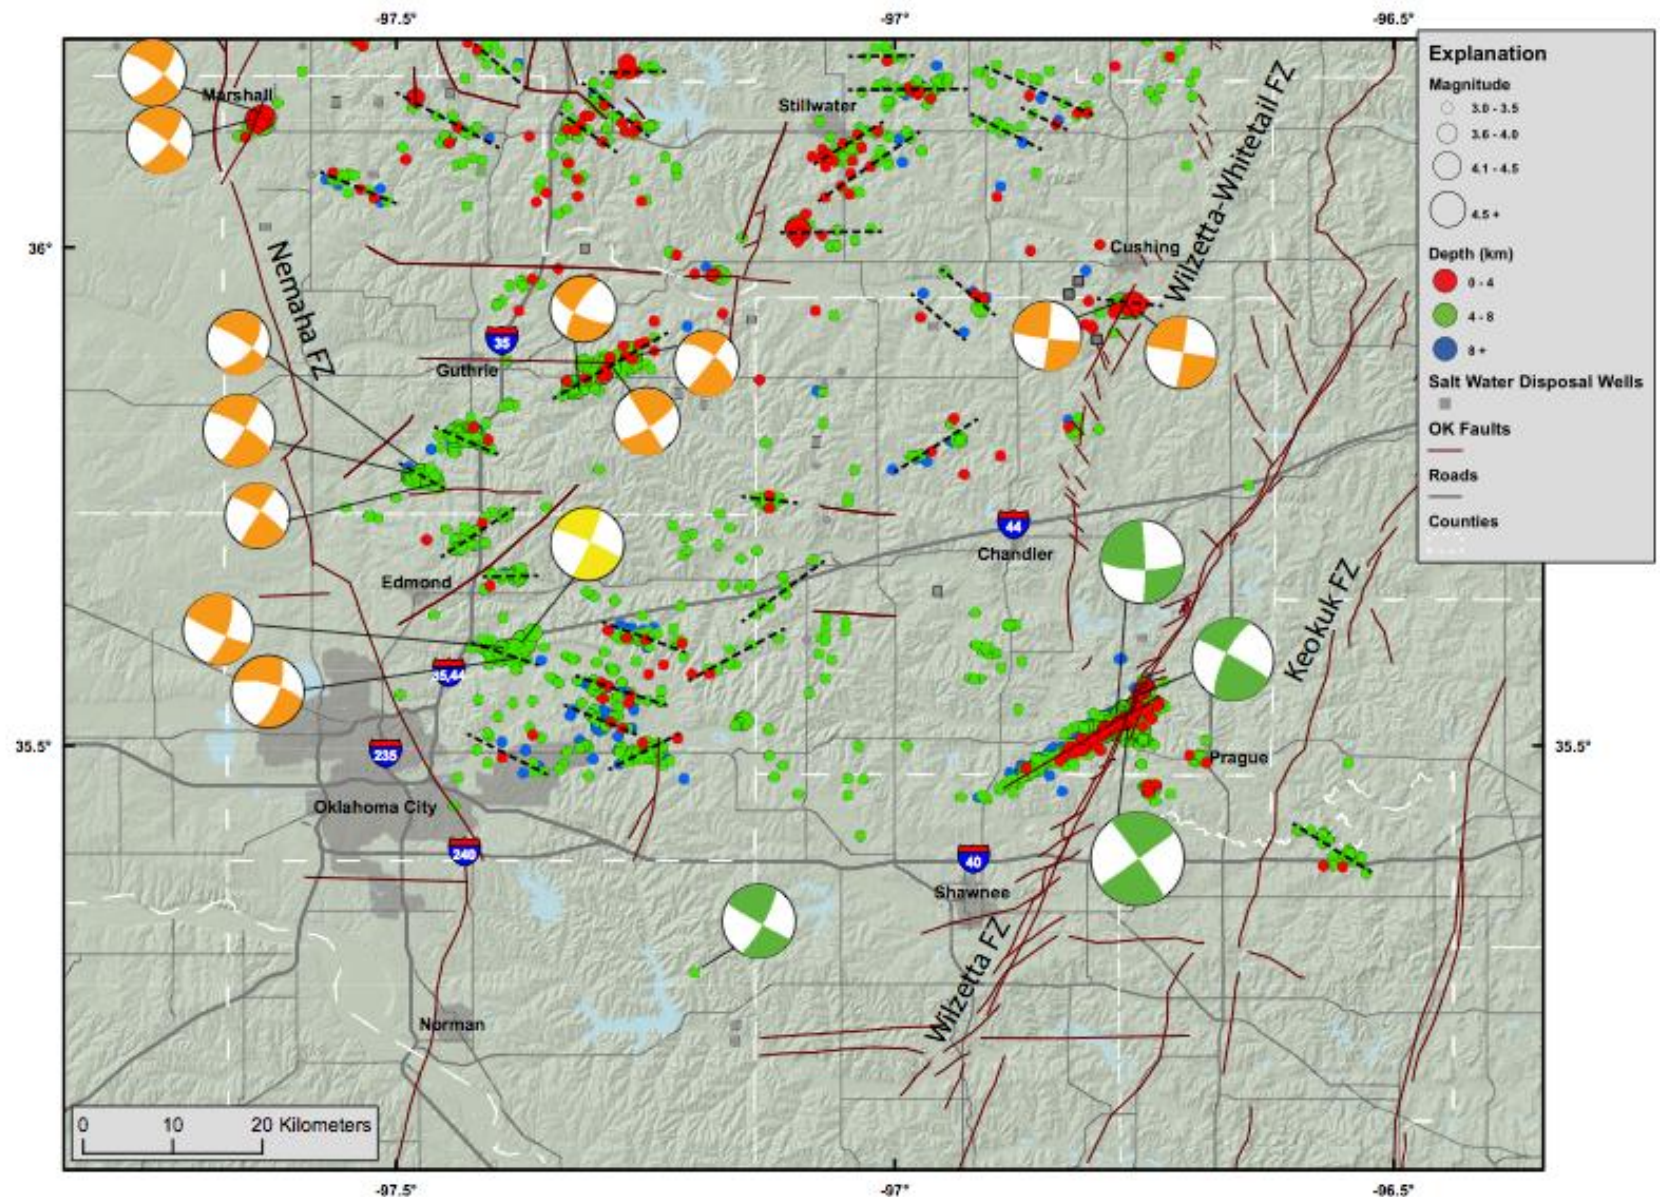 -97.5°
-97°
-96.5°
Explanation
Magnitude
3.0 - 3.5
3.6 - 4.0
4.1 - 4.5
4.5 +
Depth (km)
0 - 4
4 - 8
8 +
Salt Water Disposal Wells
OK Faults
Roads
Counties
Marshall
Stillwater
Wilzetta-Whitetail FZ
36°
Cushing
Nemaha FZ
35
Guthrie
44
Chandler
Edmond
Keokuk FZ
35,44
35.5°
235
Prague
35.5°
Oklahoma City
240
40
Shawnee
Wilzetta FZ
Norman
0 10 20 Kilometers
-97.5°
-97°
-96.5°